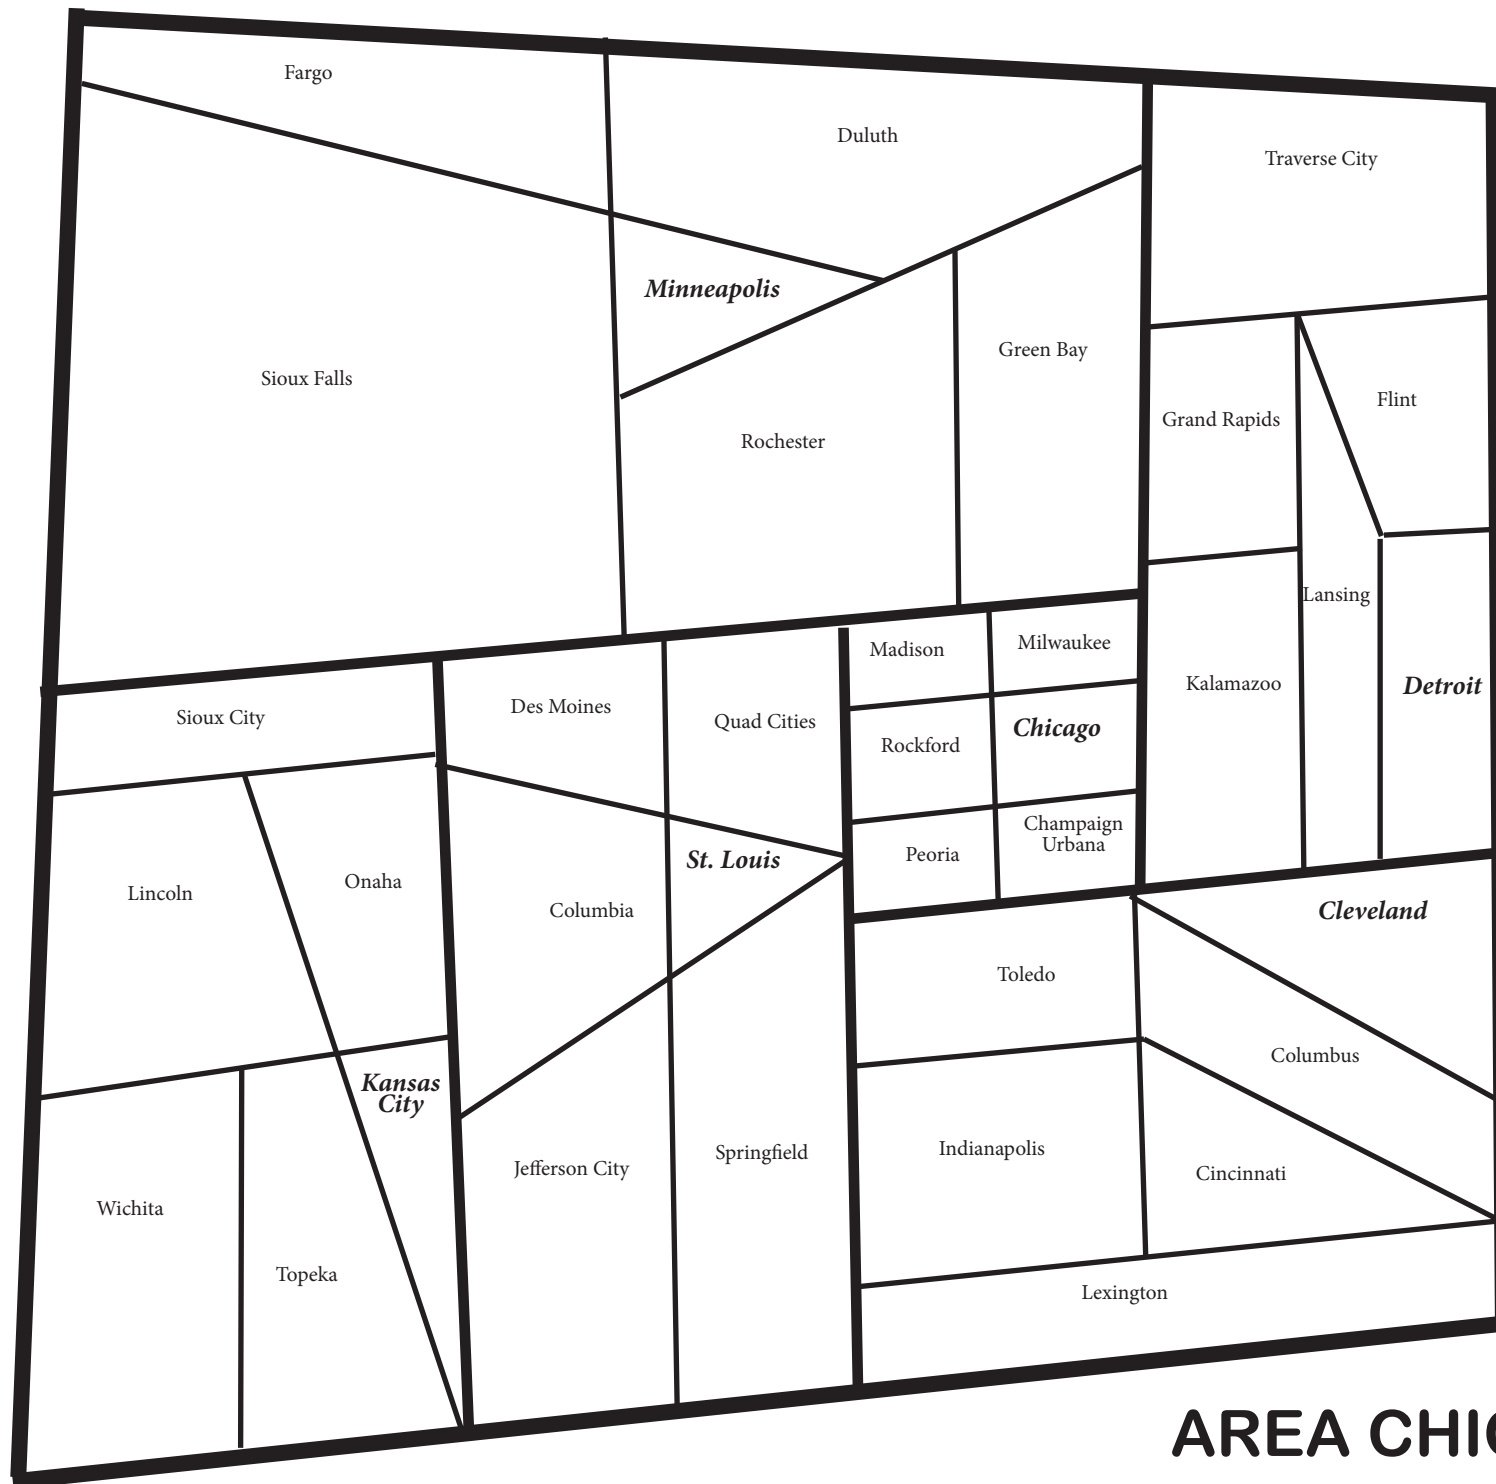 Fargo
Duluth
Traverse City
Minneapolis
Green Bay
Sioux Falls
Flint
Grand Rapids
Rochester
Lansing
Madison
Milwaukee
Kalamazoo
Detroit
Des Moines
Sioux City
Quad Cities
Chicago
Rockford
Champaign
Urbana
Peoria
St. Louis
Onaha
Lincoln
Columbia
Cleveland
Toledo
Columbus
Kansas
City
Indianapolis
Springfield
Jefferson City
Cincinnati
Wichita
Topeka
Lexington
AREA CHIC